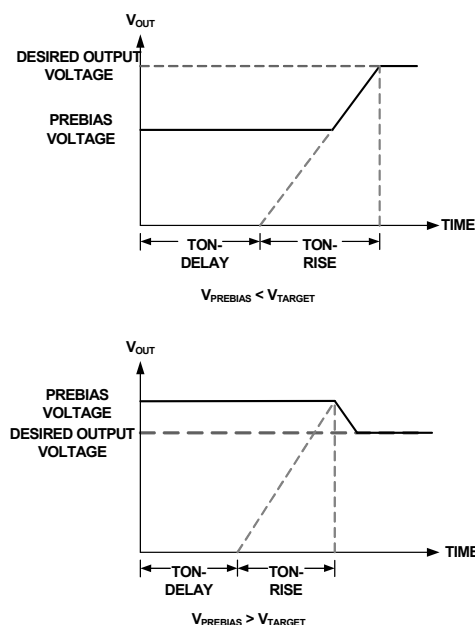 VOUT
DESIRED OUTPUT
VOLTAGE
PREBIAS
VOLTAGE
TIME
TON-
DELAY
TON-
RISE
VPREBIAS < VTARGET
VOUT
PREBIAS
VOLTAGE
DESIRED OUTPUT
VOLTAGE
TIME
TON-
DELAY
TON-
RISE
VPREBIAS > VTARGET